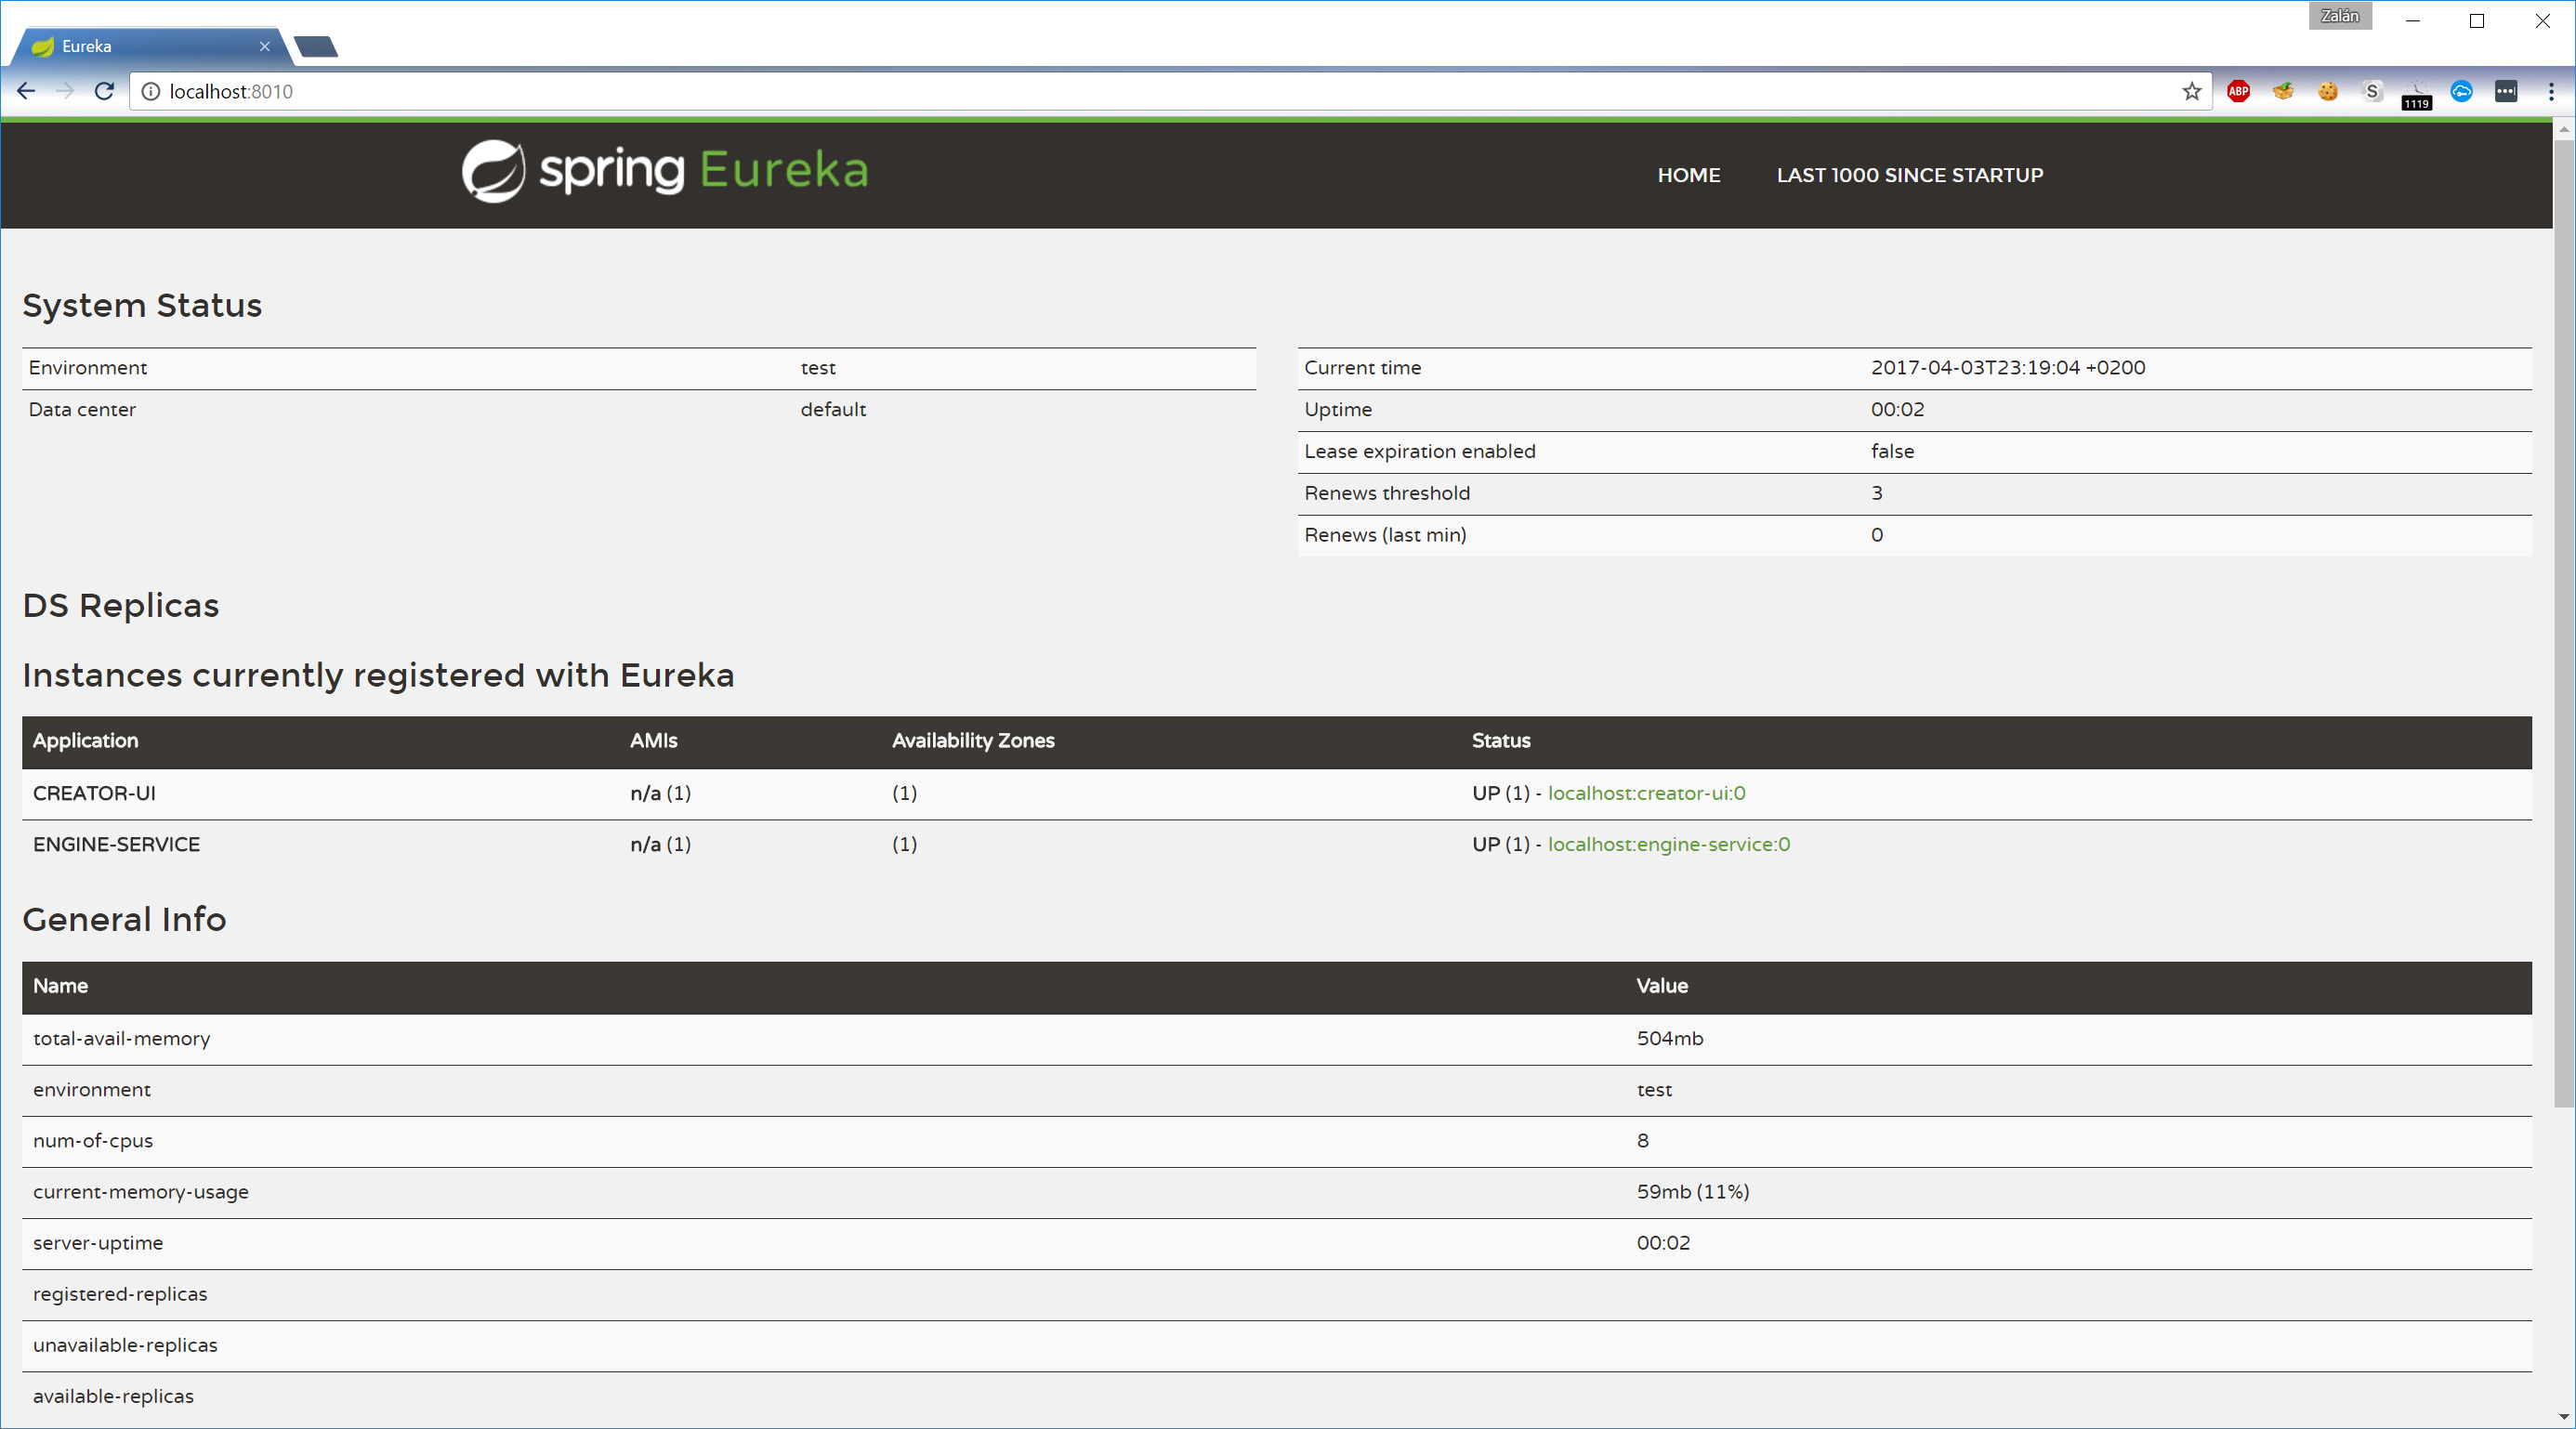 Zalán
Eureka
localhost:8010
ABP
S
1119
spring Eureka
HOME LAST 1000 SINCE STARTUP
System Status
Environment test
Data center default
Current time 2017-04-03T23:19:04 +0200
Uptime 00:02
Lease expiration enabled false
Renews threshold 3
Renews (last min) 0
DS Replicas
Instances currently registered with Eureka
Application AMIs Availability Zones Status
CREATOR-UI n/a (1) (1) UP (1) - localhost:creator-ui:0
ENGINE-SERVICE n/a (1) (1) UP (1) - localhost:engine-service:0
General Info
Name Value
total-avail-memory 504mb
environment test
num-of-cpus 8
current-memory-usage 59mb (11%)
server-uptime 00:02
registered-replicas
unavailable-replicas
available-replicas